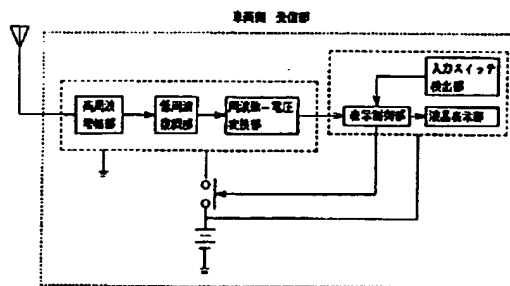 車両側 受信部
入力スイッチ
検出部
高周波
増幅部
低周波
復調部
周波数-電圧
変換部
表示制御部
液晶表示部